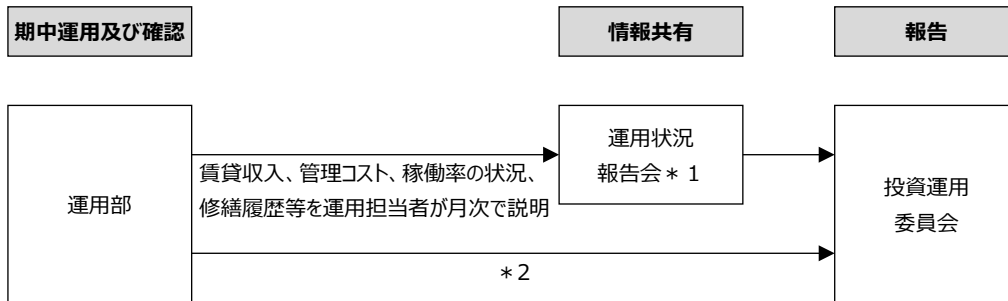 期中運用及び確認
情報共有
報告
運用部
賃貸収入、管理コスト、稼働率の状況、
修繕履歴等を運用担当者が月次で説明
運用状況
報告会＊1
投資運用
委員会
＊2